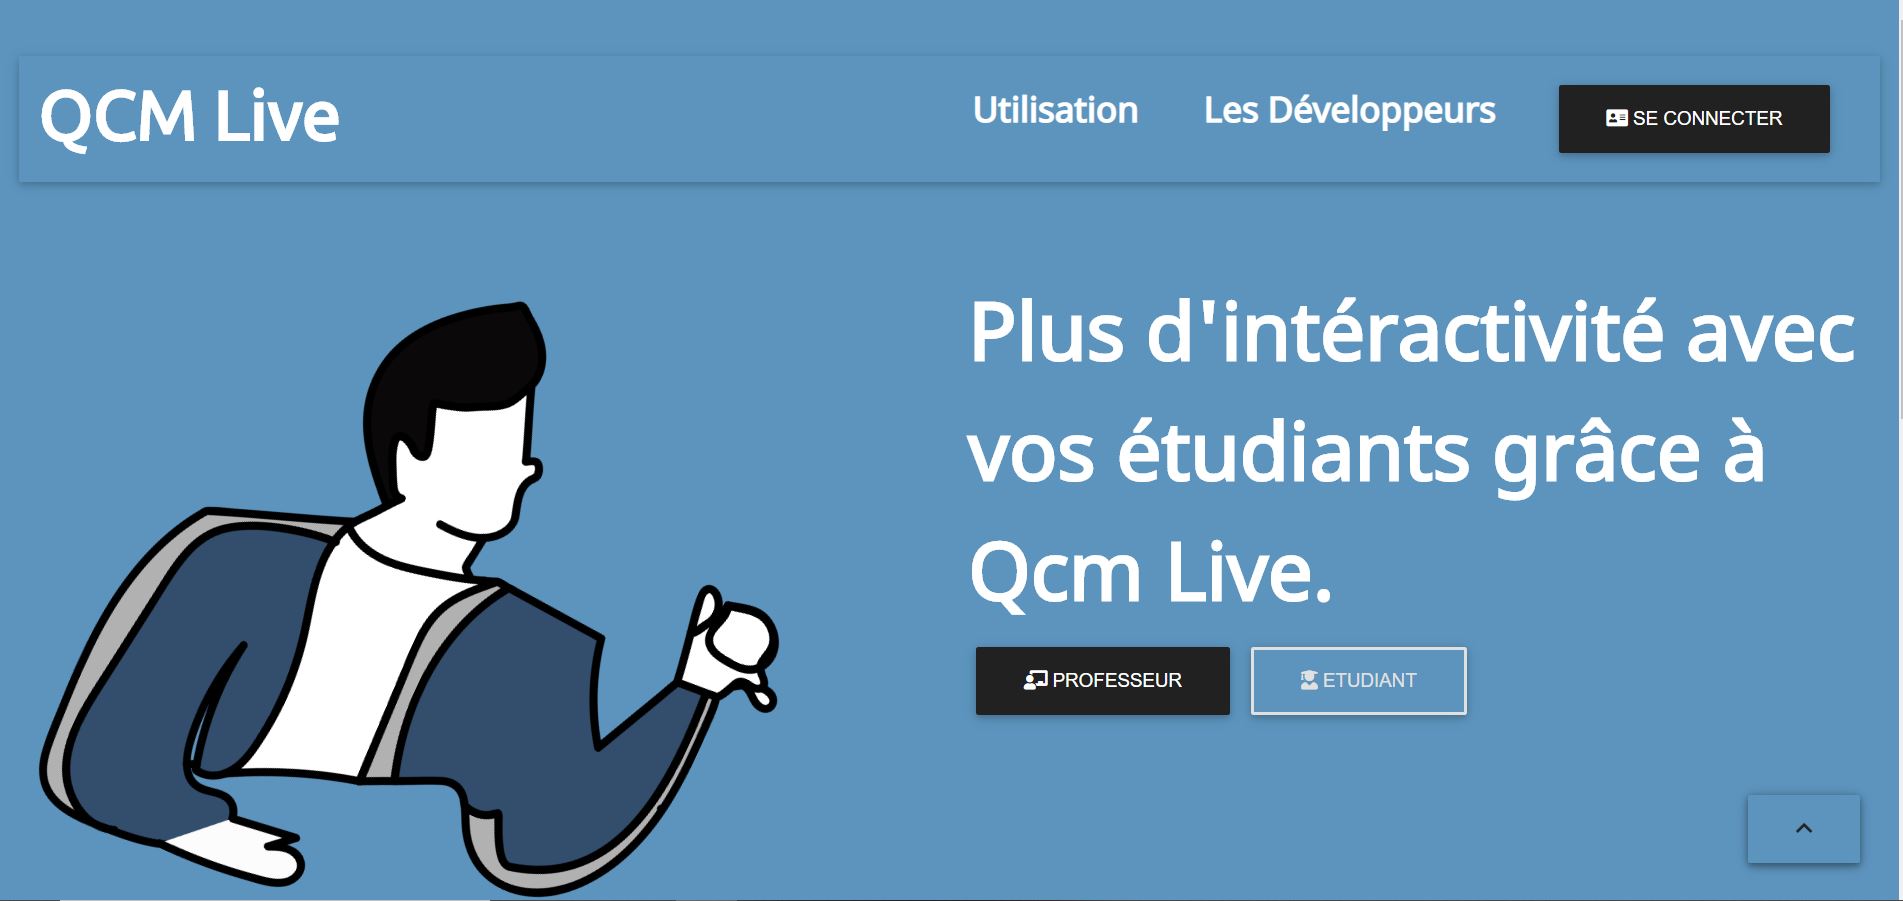 QCM Live
Utilisation
Les Développeurs
SE CONNECTER
Plus d'intéractivité avec
vos étudiants grâce à
Qcm Live.
PROFESSEUR
ETUDIANT